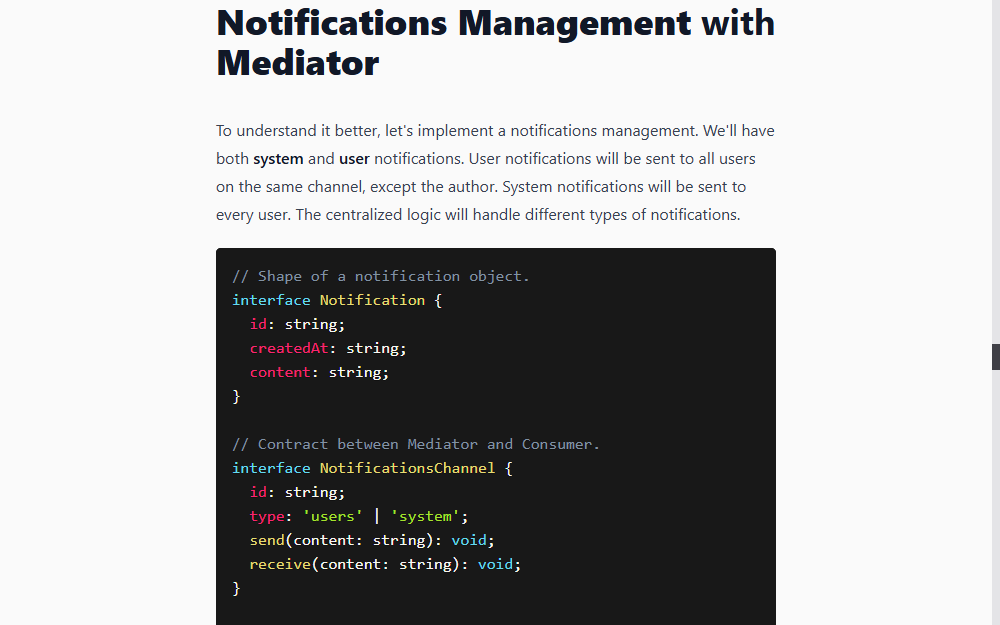 Notifications Management with
Mediator
To understand it better, let's implement a notifications management. We'll have
both system and user notifications. User notifications will be sent to all users
on the same channel, except the author. System notifications will be sent to
every user. The centralized logic will handle different types of notifications.
// Shape of a notification object.
interface Notification {
  id: string;
  createdAt: string;
  content: string;
}
// Contract between Mediator and Consumer.
interface NotificationsChannel {
  id: string;
  type: 'users' | 'system';
  send(content: string): void;
  receive(content: string): void;
}